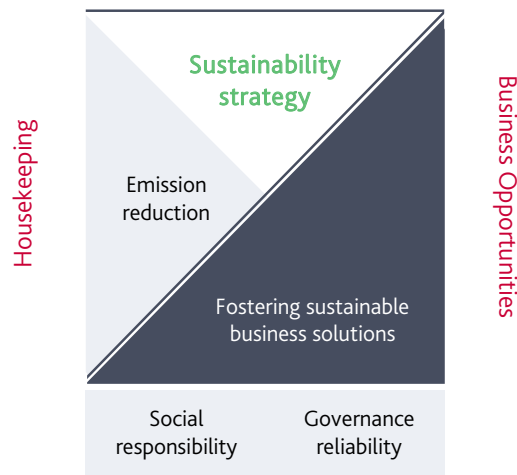 Sustainability
strategy
Housekeeping
Business Opportunities
Emission
reduction
Fostering sustainable
business solutions
Social
responsibility
Governance
reliability